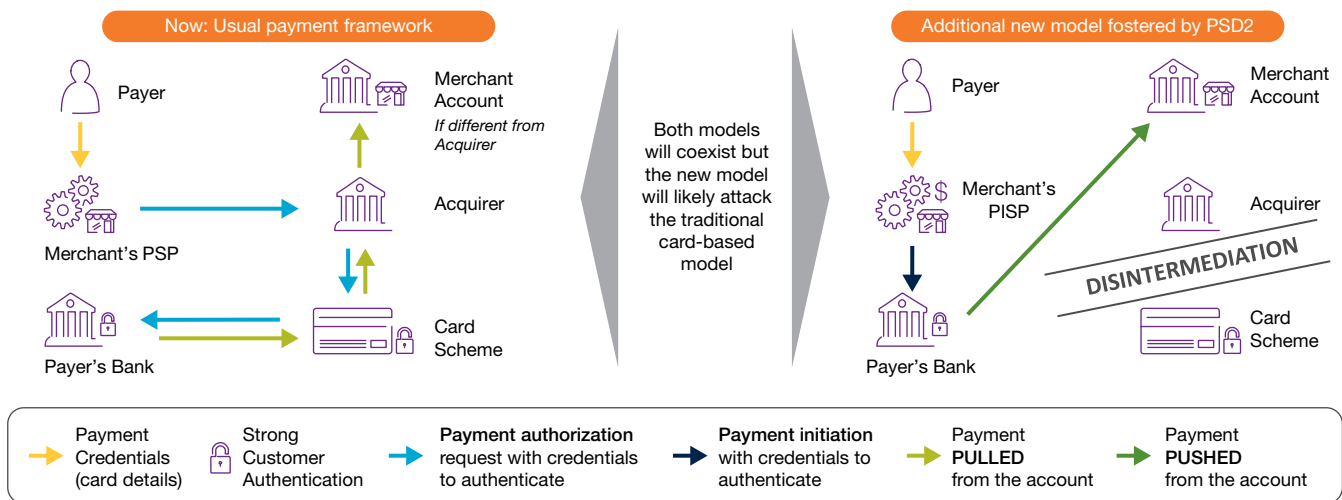 Now: Usual payment framework
Payer
Merchant
Account
If different from
Acquirer
Merchant's PSP
Acquirer
Payer's Bank
Card
Scheme
Both models
will coexist but
the new model
will likely attack
the traditional
card-based
model
Additional new model fostered by PSD2
Payer
Merchant
Account
$
Merchant's
PISP
Acquirer
DISINTERMEDIATION
Payer's Bank
Card
Scheme
Payment
Credentials
(card details)
Strong
Customer
Authentication
Payment authorization
request with credentials
to authenticate
Payment initiation
with credentials to
authenticate
Payment
PULLED
from the account
Payment
PUSHED
from the account